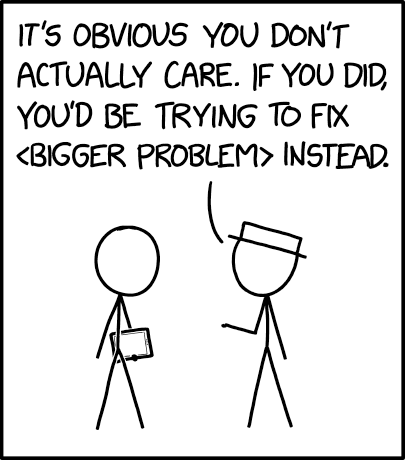 IT'S OBVIOUS YOU DON'T
ACTUALLY CARE. IF YOU DID,
YOU'D BE TRYING TO FIX
<BIGGER PROBLEM> INSTEAD.